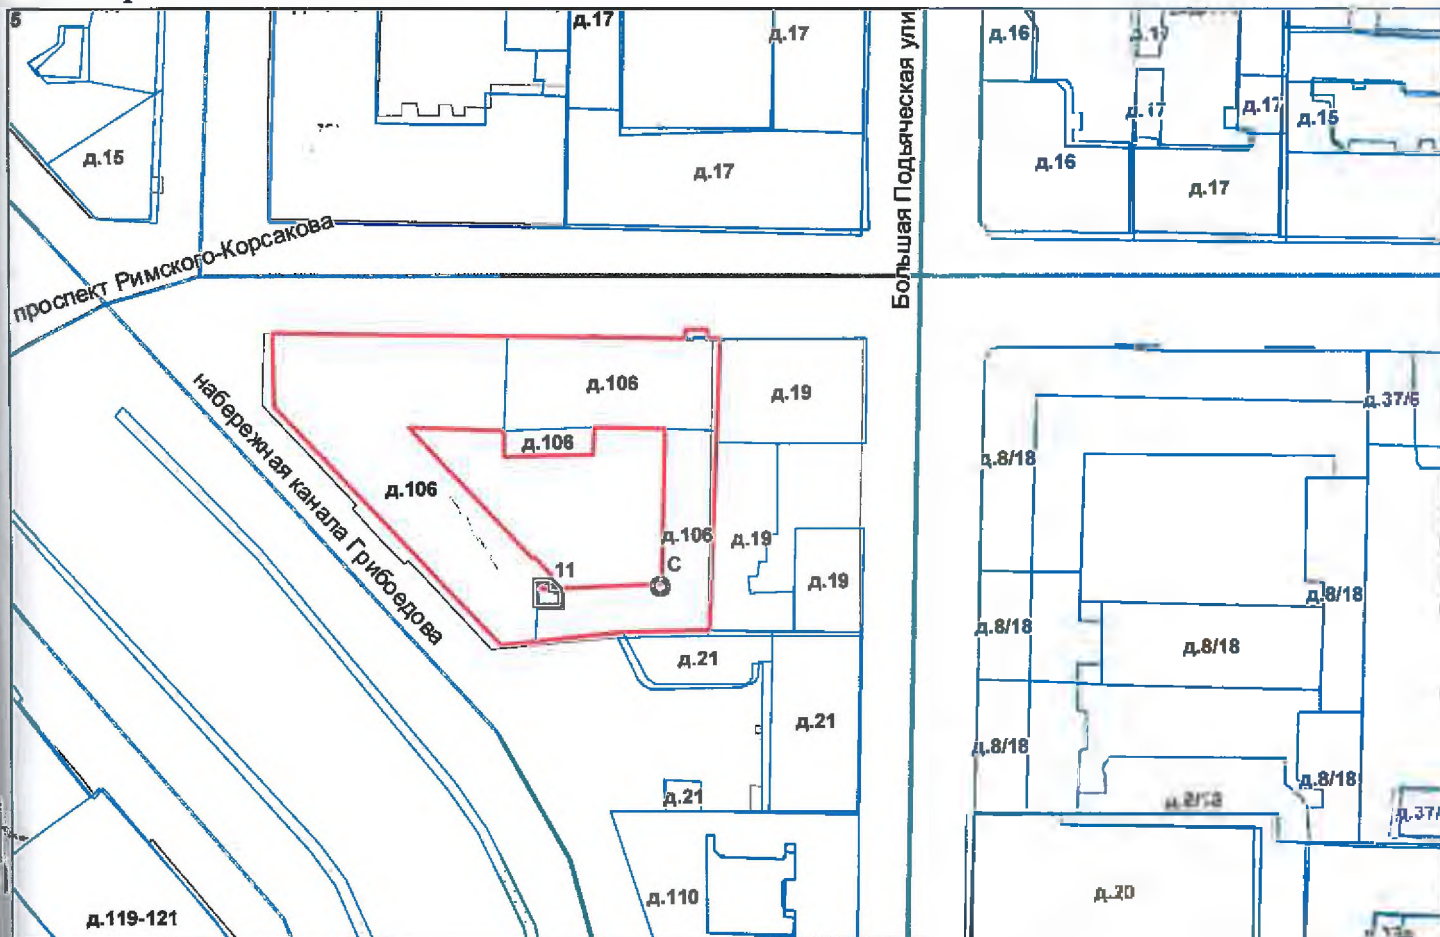 5
д.17
д.17
д.16
д.17
д.17
д.17
д.15
д.15
д.17
д.16
д.17
Большая Подьяческая ули
проспект Римского-Корсакова
набережная канала Грибоедова
д.106
д.19
д.37/6
д.106
д.8/18
д.106
д.106
д.19
11
С
д.19
д.8/18
д.8/18
д.8/18
д.21
д.21
д.8/18
д.8/18
д.21
д.37/
д.110
д.20
д.119-121